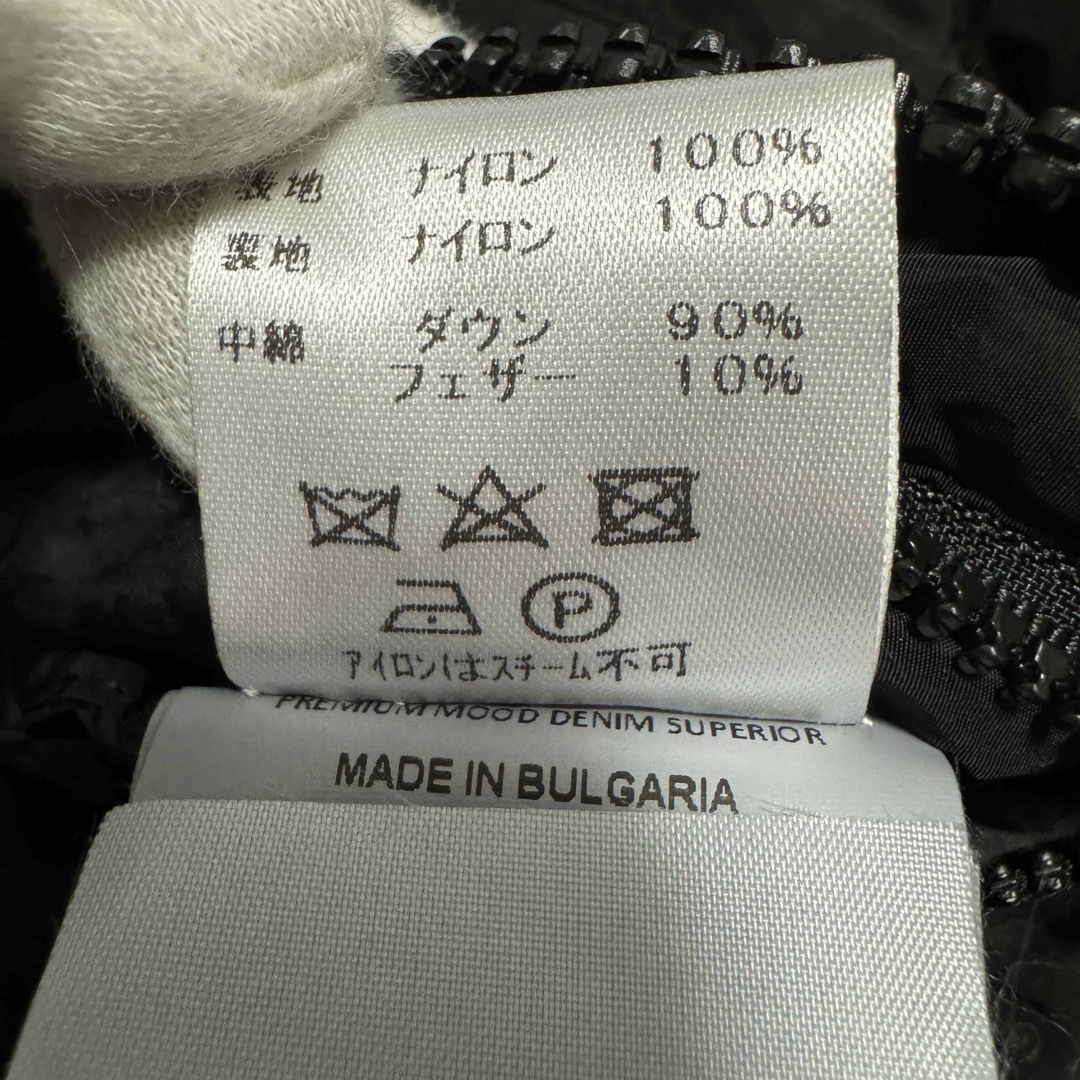 表地 ナイロン 100%
裏地 ナイロン 100%
中綿 ダウン 90%
フェザー 10%
P
アイロンはスチーム不可
PREMIUM MOOD DENIM SUPERIOR
MADE IN BULGARIA